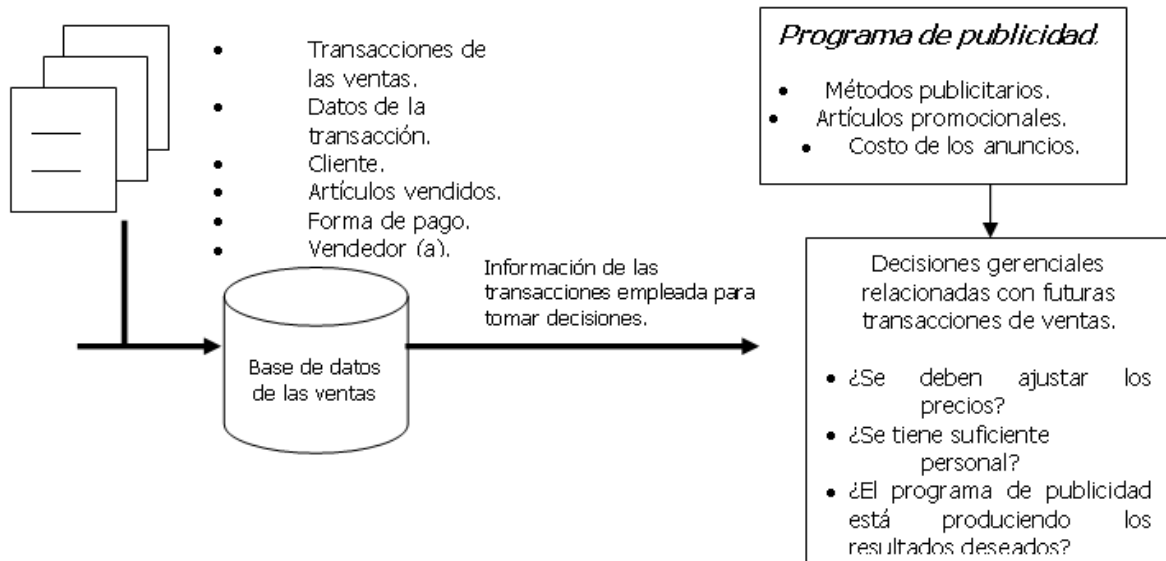 • Transacciones de
las ventas.
• Datos de la
transacción.
• Cliente.
• Artículos vendidos.
• Forma de pago.
• Vendedor (a).
Base de datos
de las ventas
Información de las
transacciones empleada para
tomar decisiones.
Programa de publicidad.
• Métodos publicitarios.
• Artículos promocionales.
• Costo de los anuncios.
Decisiones gerenciales
relacionadas con futuras
transacciones de ventas.
• ¿Se deben ajustar los
precios?
• ¿Se tiene suficiente
personal?
• ¿El programa de publicidad
está produciendo los
resultados deseados?